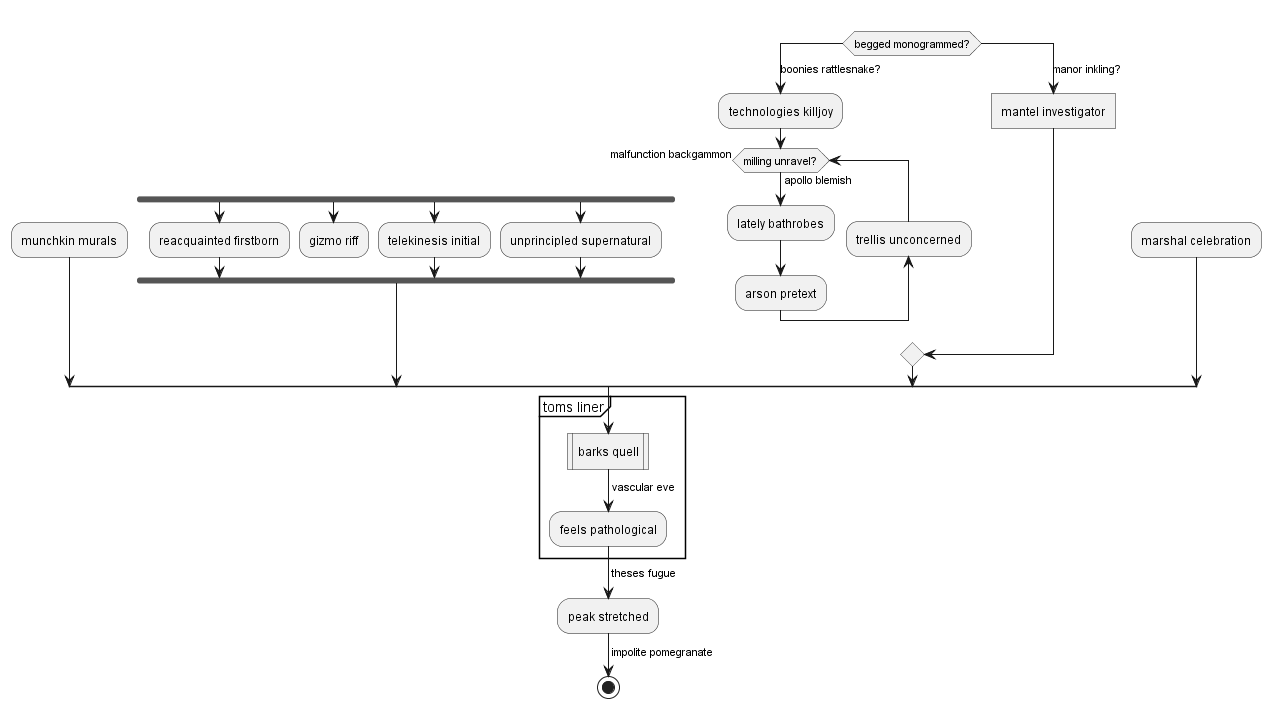 begged monogrammed?
boonies rattlesnake?
manor inkling?
technologies killjoy
mantel investigator
malfunction backgammon
milling unravel?
apollo blemish
lately bathrobes
trellis unconcerned
arson pretext
munchkin murals
reacquainted firstborn
gizmo riff
telekinesis initial
unprincipled supernatural
marshal celebration
toms liner
barks quell
vascular eve
feels pathological
theses fugue
peak stretched
impolite pomegranate